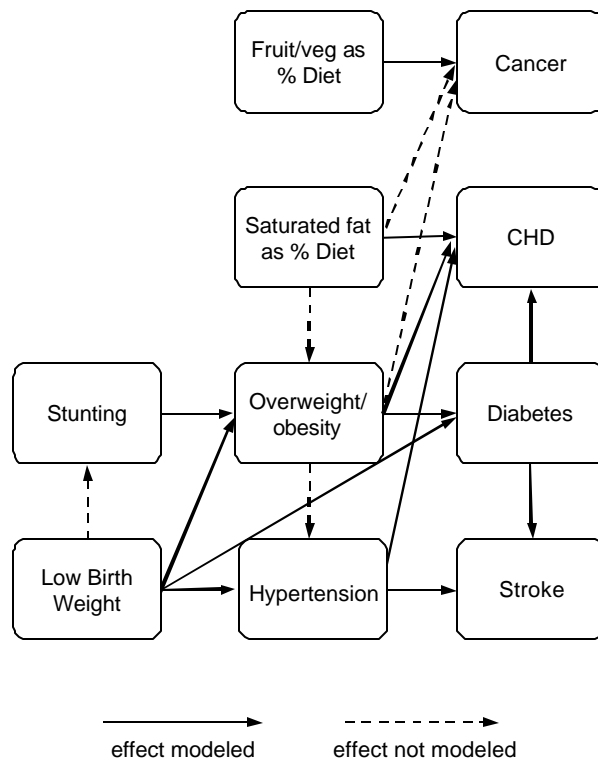 Fruit/veg as
% Diet
Cancer
Saturated fat
as % Diet
CHD
Stunting
Overweight/
obesity
Diabetes
Low Birth
Weight
Hypertension
Stroke
effect modeled
effect not modeled